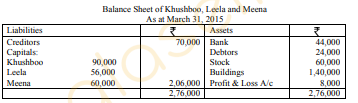 Balance Sheet of Khushboo, Leela and Meena
As at March 31, 2015
Liabilities ₹ Assets ₹
Creditors 70,000 Bank 44,000
Capitals: Debtors 24,000
Khushboo 90,000 Stock 60,000
Leela 56,000 Buildings 1,40,000
Meena 60,000 2,06,000 Profit & Loss A/c 8,000
2,76,000 2,76,000